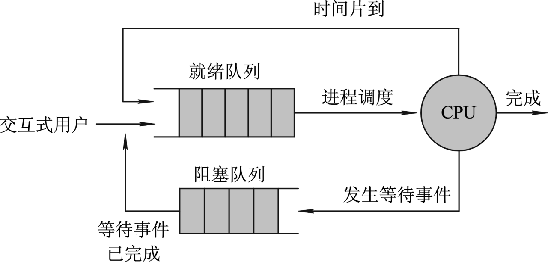 时间片到
就绪队列
进程调度
完成
交互式用户
CPU
阻塞队列
发生等待事件
等待事件
已完成